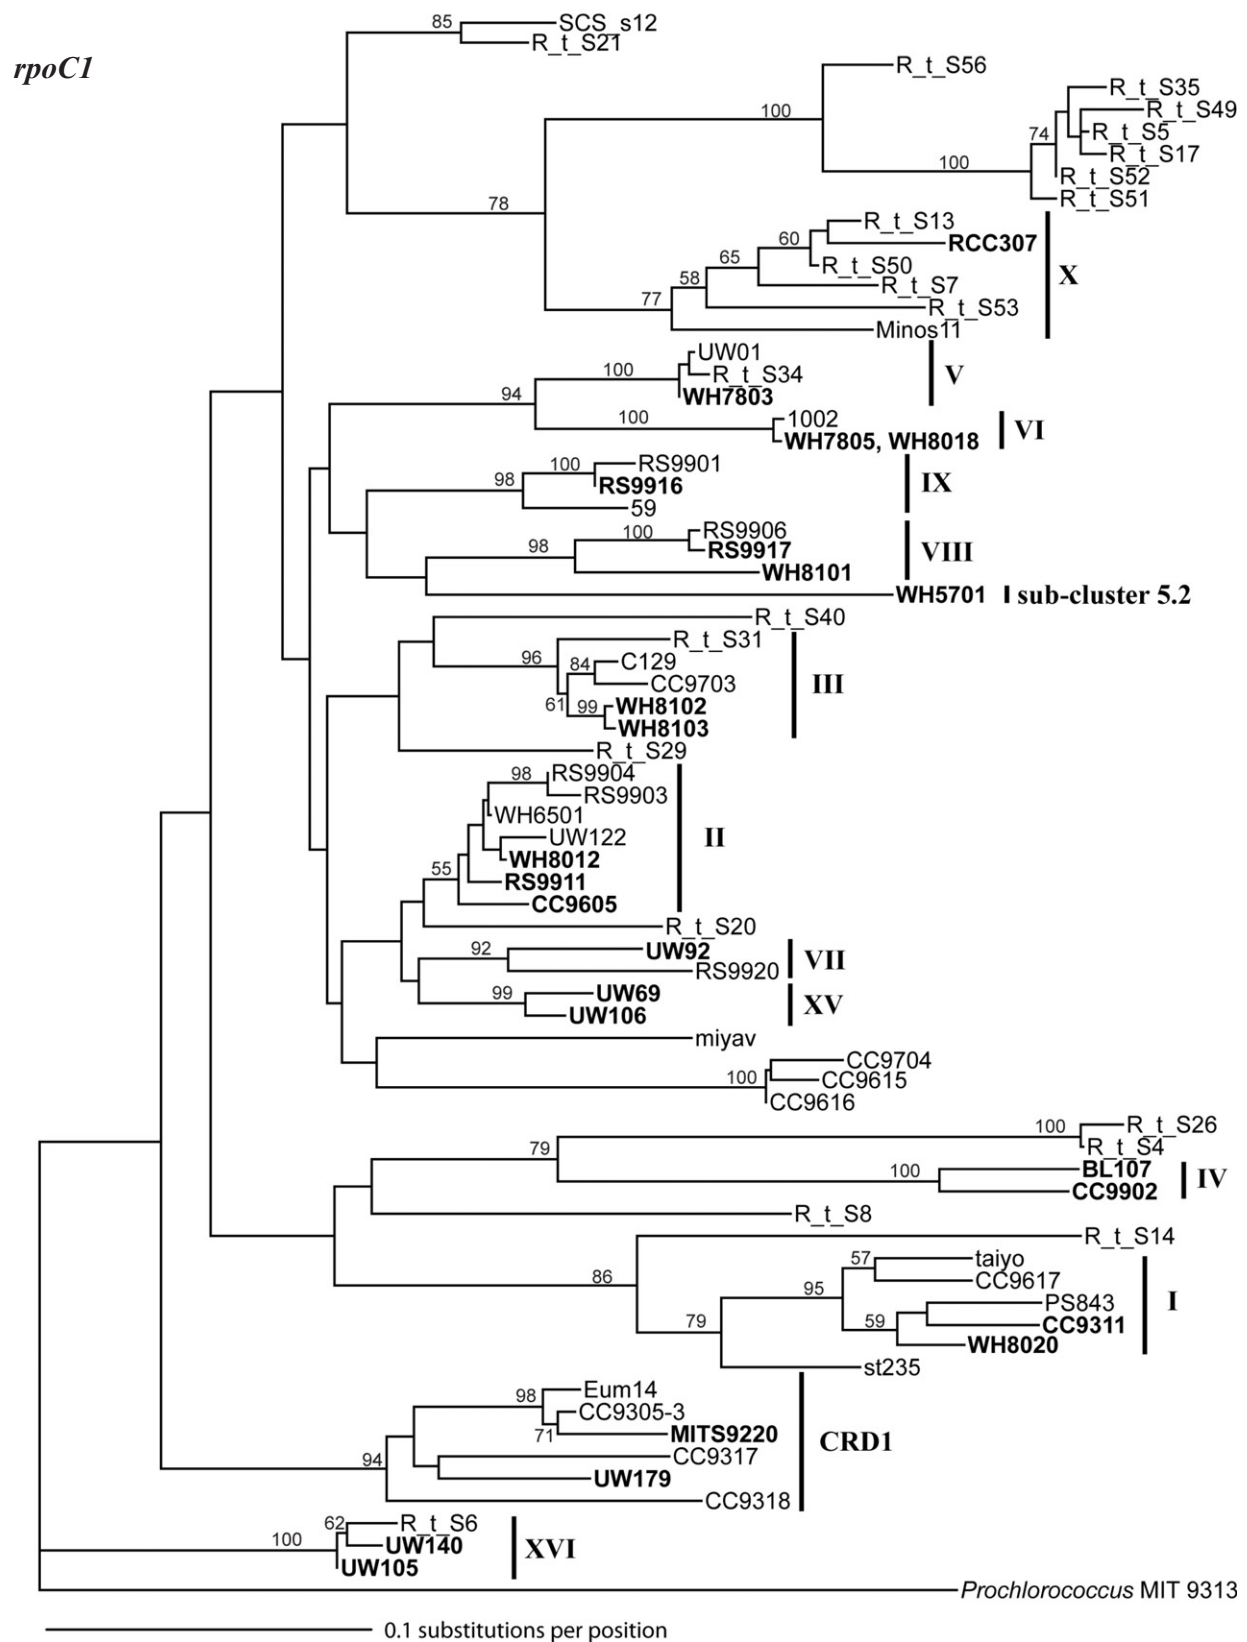 85
SCS_s12
R_t_S21
rpoC1
R_t_S56
R_t_S35
100
R_t_S49
74
R_t_S5
R_t_S17
100
R_t_S52
R_t_S51
78
R_t_S13
60
RCC307
65
R_t_S50
X
58
R_t_S7
77
R_t_S53
Minos11
UW01
100
R_t_S34
V
94
WH7803
100
1002
VI
WH7805, WH8018
100
RS9901
98
RS9916
IX
59
RS9906
100
98
RS9917
VIII
WH8101
WH5701
sub-cluster 5.2
R_t_S40
R_t_S31
96
84
C129
III
CC9703
61
99
WH8102
WH8103
R_t_S29
98
RS9904
RS9903
WH6501
UW122
II
WH8012
55
RS9911
CC9605
R_t_S20
92
UW92
VII
RS9920
99
UW69
XV
UW106
miyav
CC9704
100
CC9615
CC9616
100
R_t_S26
79
R_t_S4
100
BL107
IV
CC9902
R_t_S8
R_t_S14
57
taiyo
86
CC9617
95
PS843
I
79
59
CC9311
WH8020
st235
98
Eum14
CC9305-3
71
MITS9220
CRD1
94
CC9317
UW179
CC9318
62
R_t_S6
100
UW140
XVI
UW105
Prochlorococcus MIT 9313
0.1 substitutions per position